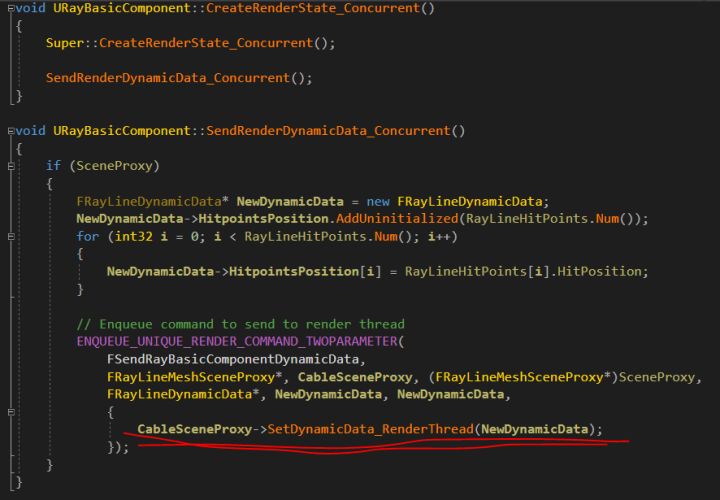 void URayBasicComponent::CreateRenderState_Concurrent()
{
    Super::CreateRenderState_Concurrent();

    SendRenderDynamicData_Concurrent();
}

void URayBasicComponent::SendRenderDynamicData_Concurrent()
{
    if (SceneProxy)
    {
        FRayLineDynamicData* NewDynamicData = new FRayLineDynamicData;
        NewDynamicData->HitpointsPosition.AddUninitialized(RayLineHitPoints.Num());
        for (int32 i = 0; i < RayLineHitPoints.Num(); i++)
        {
            NewDynamicData->HitpointsPosition[i] = RayLineHitPoints[i].HitPosition;
        }

        // Enqueue command to send to render thread
        ENQUEUE_UNIQUE_RENDER_COMMAND_TWOPARAMETER(
            FSendRayBasicComponentDynamicData,
            FRayLineMeshSceneProxy*, CableSceneProxy, (FRayLineMeshSceneProxy*)SceneProxy,
            FRayLineDynamicData*, NewDynamicData, NewDynamicData,
            {
                CableSceneProxy->SetDynamicData_RenderThread(NewDynamicData);
            });
    }
}